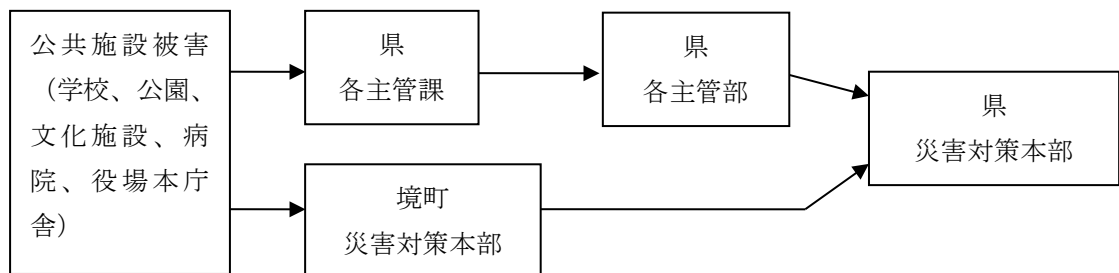 公共施設被害
（学校、公園、
文化施設、病
院、役場本庁
舎）
県
各主管課
県
各主管部
県
災害対策本部
境町
災害対策本部